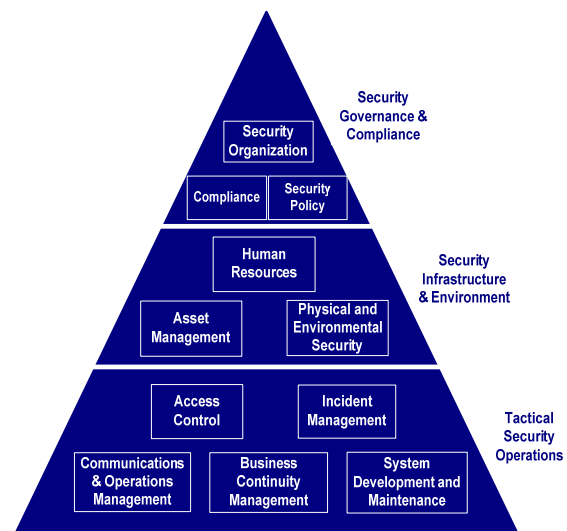 Security
Governance &
Compliance
Security
Organization
Compliance
Security
Policy
Human
Resources
Security
Infrastructure
& Environment
Asset
Management
Physical and
Environmental
Security
Access
Control
Incident
Management
Tactical
Security
Operations
Communications
& Operations
Management
Business
Continuity
Management
System
Development and
Maintenance